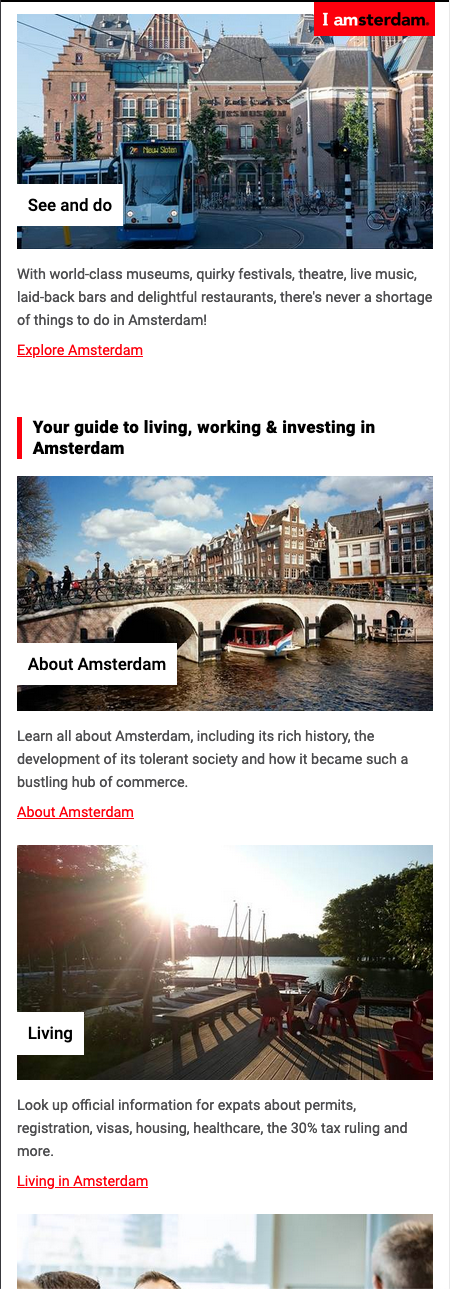 I amsterdam.
2 Nieuw Sloten
See and do
With world-class museums, quirky festivals, theatre, live music,
laid-back bars and delightful restaurants, there's never a shortage
of things to do in Amsterdam!
Explore Amsterdam
Your guide to living, working & investing in
Amsterdam
About Amsterdam
Learn all about Amsterdam, including its rich history, the
development of its tolerant society and how it became such a
bustling hub of commerce.
About Amsterdam
Living
Look up official information for expats about permits,
registration, visas, housing, healthcare, the 30% tax ruling and
more.
Living in Amsterdam